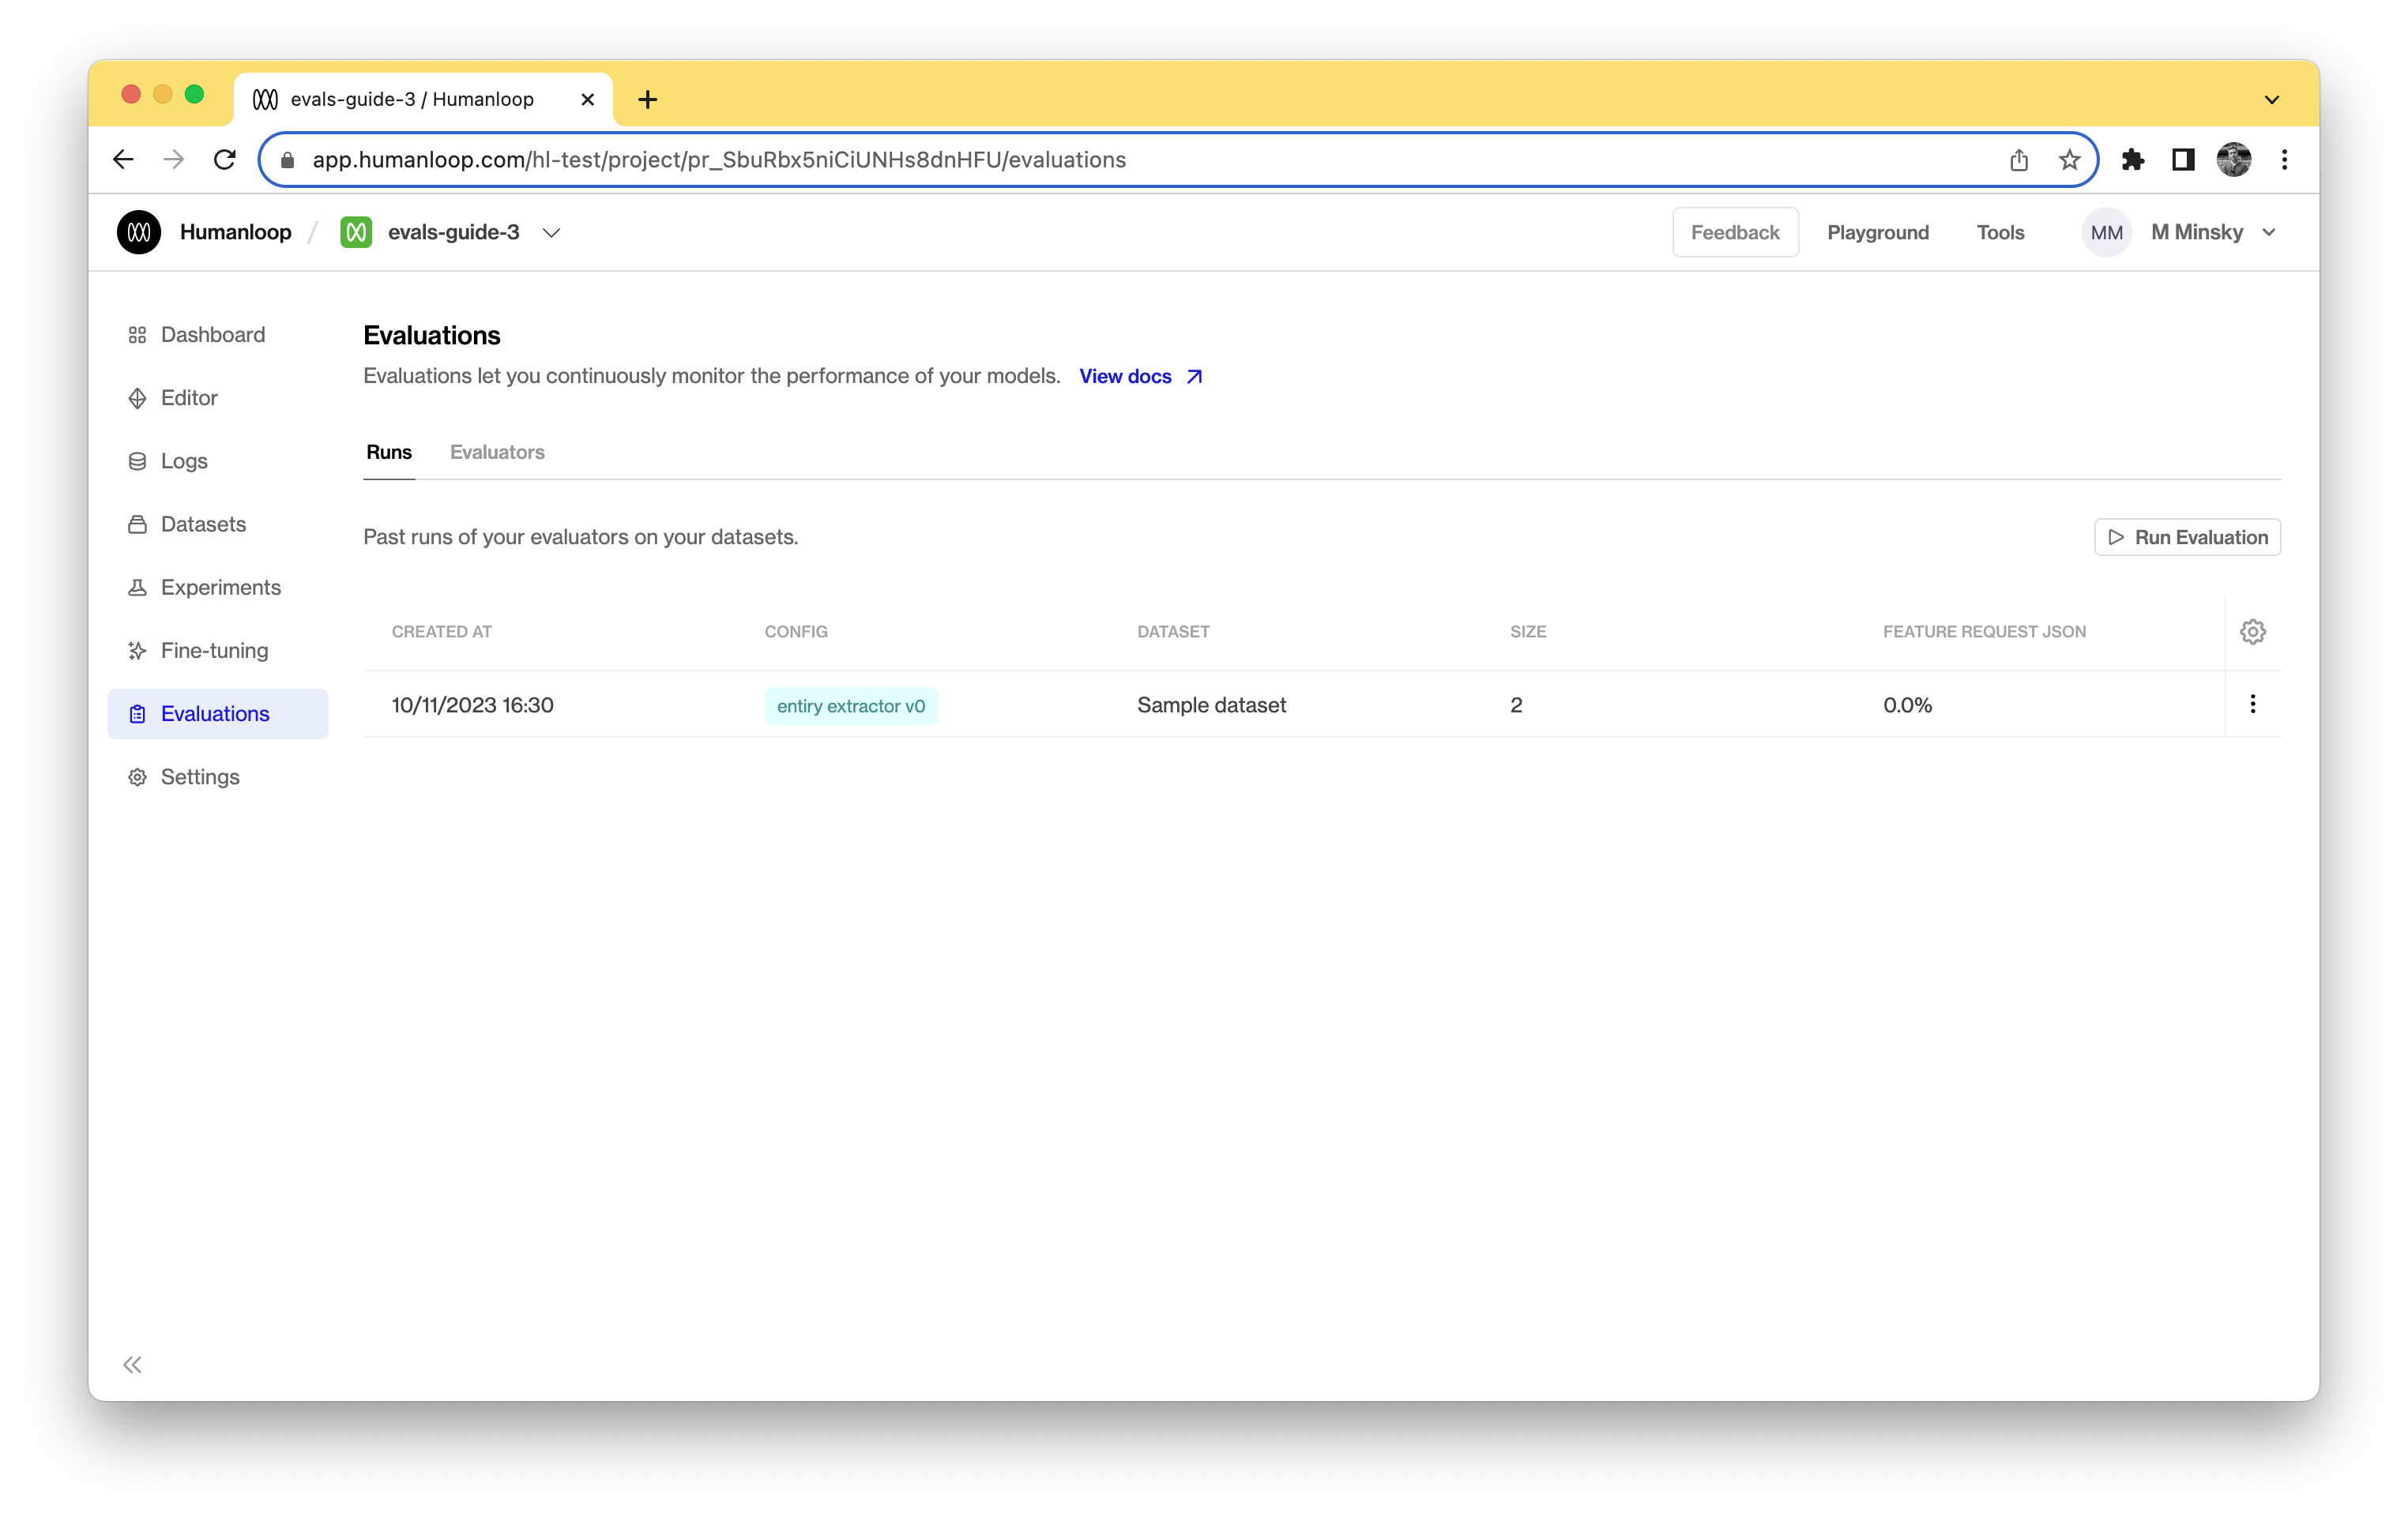 evals-guide-3 / Humanloop
app.humanloop.com/hl-test/project/pr_SbuRbx5niCiUNHs8dnHFU/evaluations
Humanloop / evals-guide-3
Feedback Playground Tools MM M Minsky
Dashboard
Editor
Logs
Datasets
Experiments
Fine-tuning
Evaluations
Settings
Evaluations
Evaluations let you continuously monitor the performance of your models. View docs
Runs Evaluators
Past runs of your evaluators on your datasets. Run Evaluation
CREATED AT CONFIG DATASET SIZE FEATURE REQUEST JSON
10/11/2023 16:30 entiry extractor v0 Sample dataset 2 0.0%